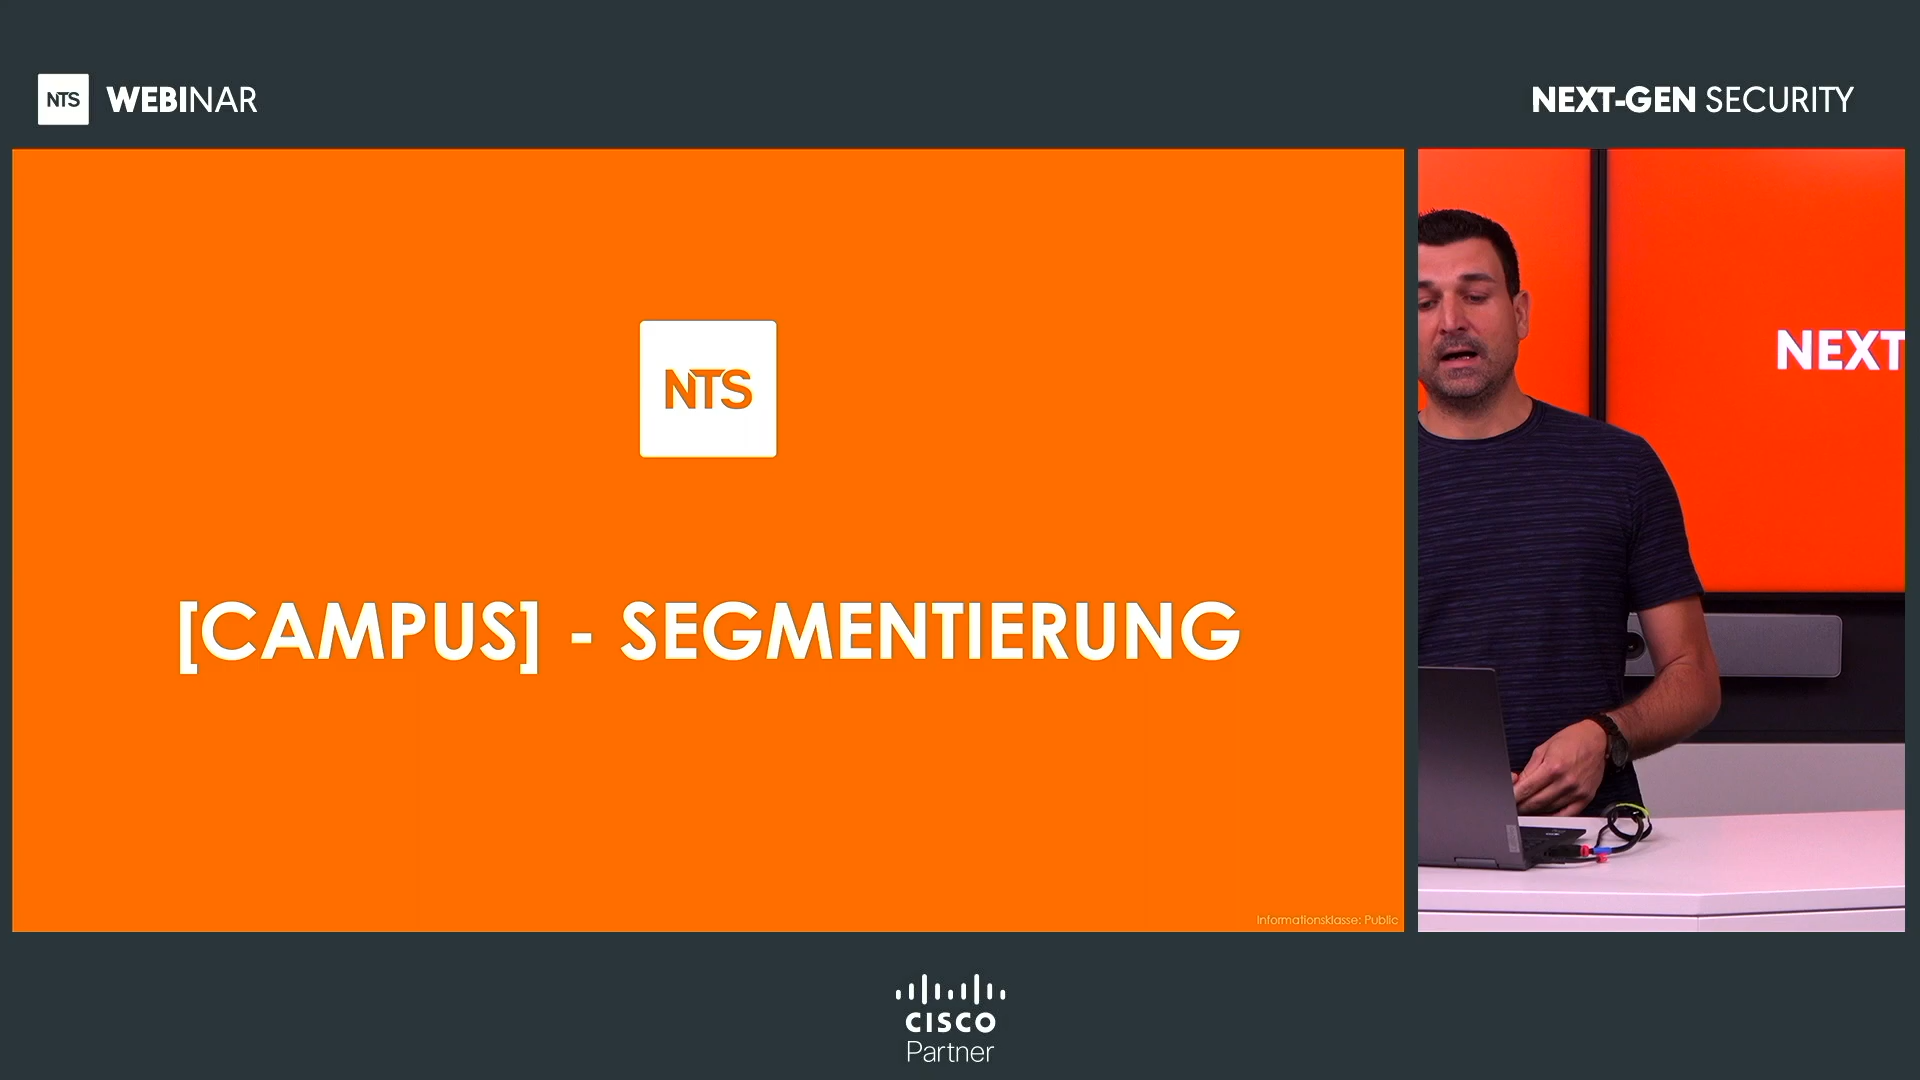 NTS WEBINAR
NEXT-GEN SECURITY
NTS
[CAMPUS] - SEGMENTIERUNG
Informationsklasse: Public
NEXT
CISCO
Partner